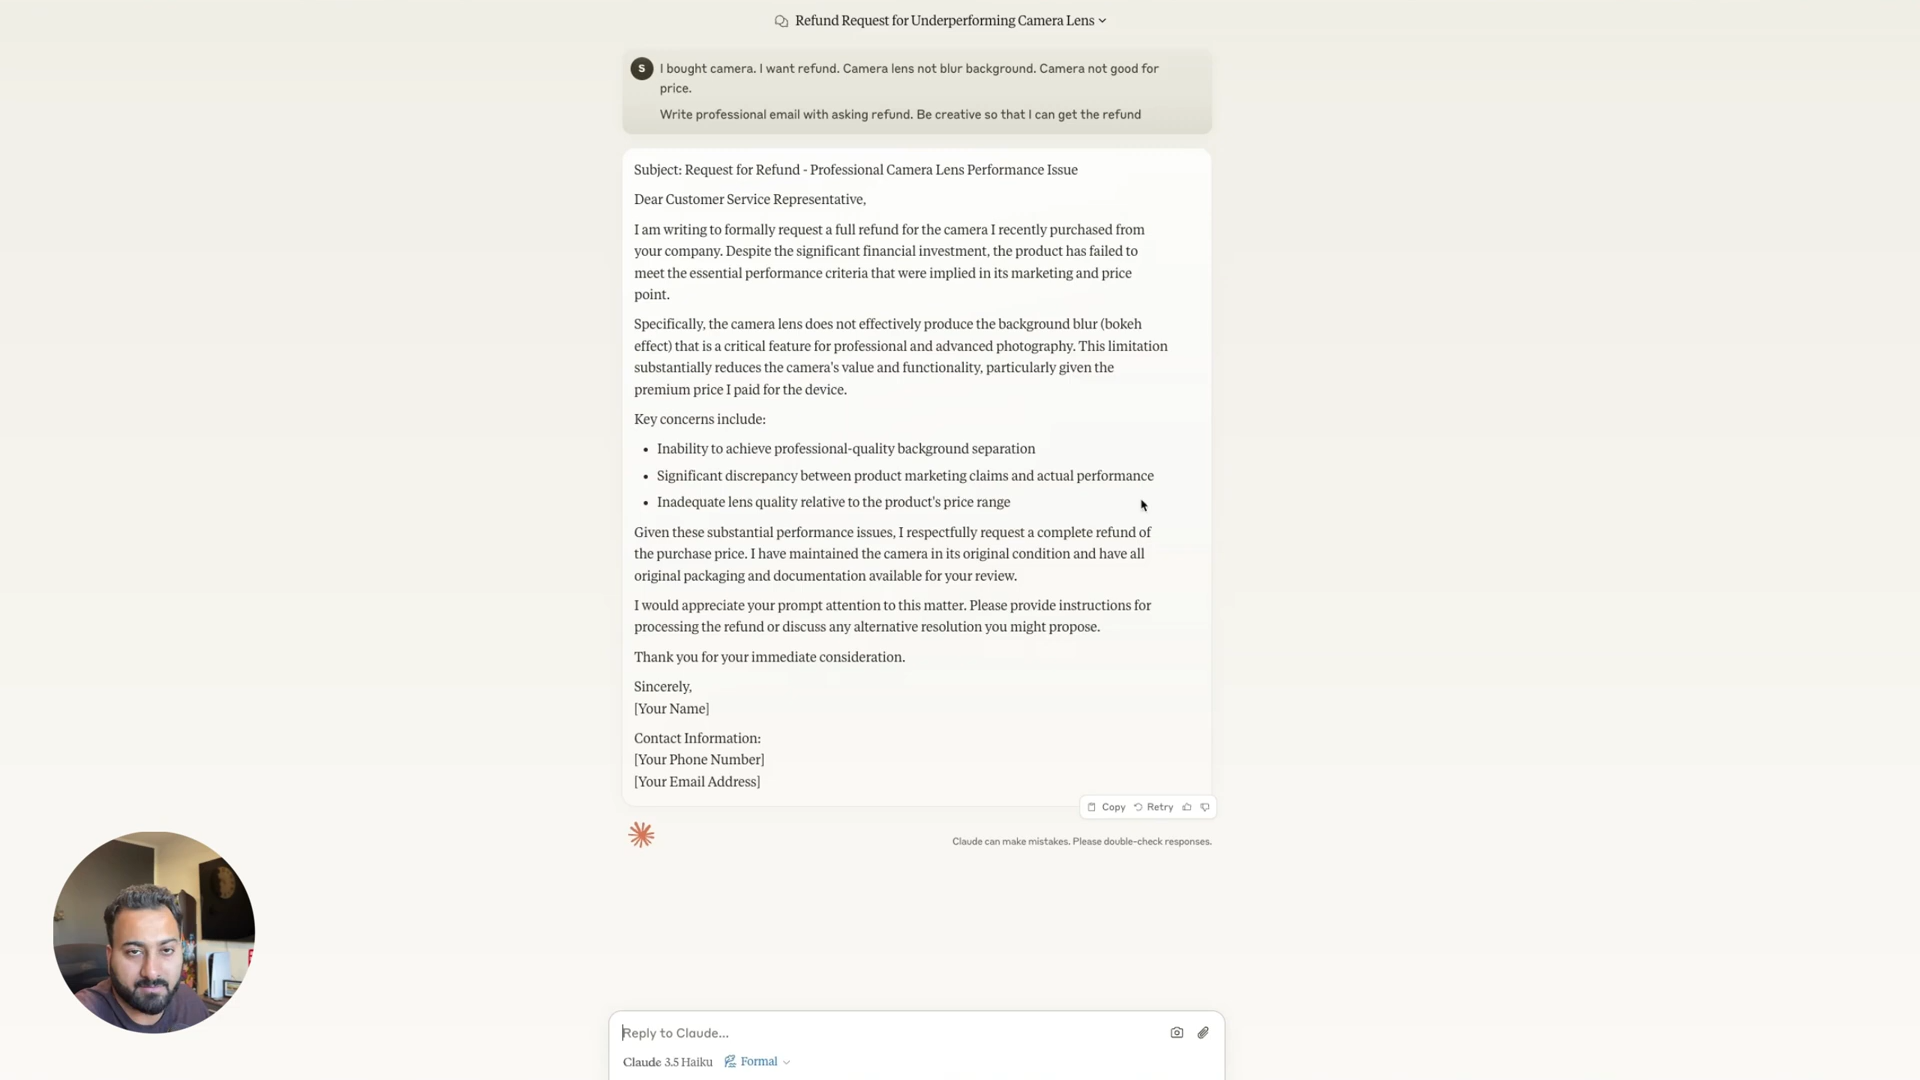 Refund Request for Underperforming Camera Lens
S
I bought camera. I want refund. Camera lens not blur background. Camera not good for
price.
Write professional email with asking refund. Be creative so that I can get the refund
Subject: Request for Refund - Professional Camera Lens Performance Issue
Dear Customer Service Representative,
I am writing to formally request a full refund for the camera I recently purchased from
your company. Despite the significant financial investment, the product has failed to
meet the essential performance criteria that were implied in its marketing and price
point.
Specifically, the camera lens does not effectively produce the background blur (bokeh
effect) that is a critical feature for professional and advanced photography. This limitation
substantially reduces the camera's value and functionality, particularly given the
premium price I paid for the device.
Key concerns include:
• Inability to achieve professional-quality background separation
• Significant discrepancy between product marketing claims and actual performance
• Inadequate lens quality relative to the product's price range
Given these substantial performance issues, I respectfully request a complete refund of
the purchase price. I have maintained the camera in its original condition and have all
original packaging and documentation available for your review.
I would appreciate your prompt attention to this matter. Please provide instructions for
processing the refund or discuss any alternative resolution you might propose.
Thank you for your immediate consideration.
Sincerely,
[Your Name]
Contact Information:
[Your Phone Number]
[Your Email Address]
Copy Retry
Claude can make mistakes. Please double-check responses.
Reply to Claude...
Claude 3.5 Haiku Formal